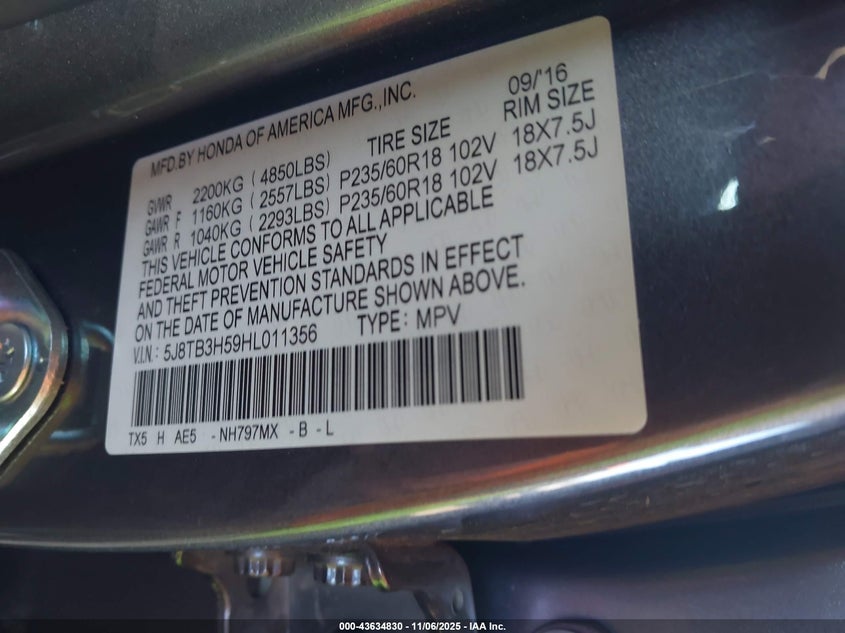 MFD.BY HONDA OF AMERICA MFG.,INC. 09/'16
TIRE SIZE RIM SIZE
GVWR 2200KG ( 4850LBS)
GAWR F 1160KG ( 2557LBS) P235/60R18 102V 18X7.5J
GAWR R 1040KG ( 2293LBS) P235/60R18 102V 18X7.5J
THIS VEHICLE CONFORMS TO ALL APPLICABLE
FEDERAL MOTOR VEHICLE SAFETY
AND THEFT PREVENTION STANDARDS IN EFFECT
ON THE DATE OF MANUFACTURE SHOWN ABOVE.
V.I.N.: 5J8TB3H59HL011356 TYPE: MPV
TX5 H AE5 - NH797MX - B - L
000-43634830 - 11/06/2025 - IAA Inc.